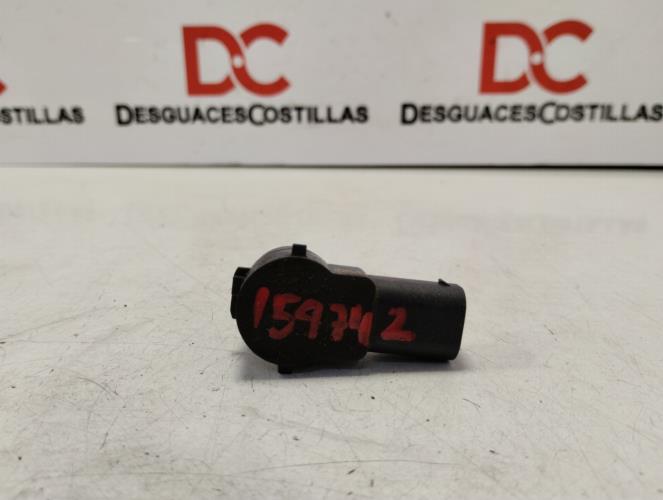 DC DC
DESGUACESCOSTILLAS DESGUACESCOSTILLAS
STILLAS
159742